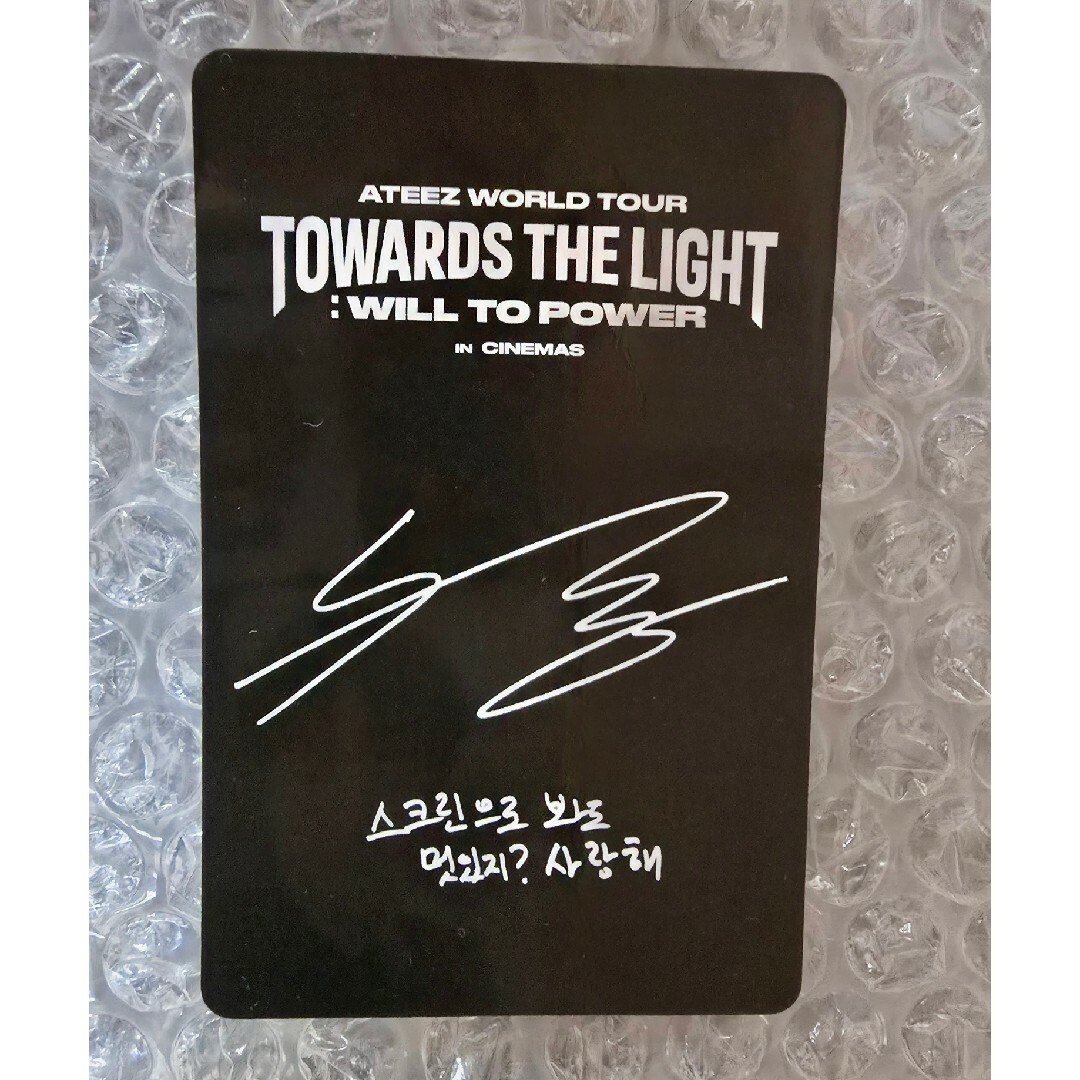 ATEEZ WORLD TOUR
TOWARDS THE LIGHT
: WILL TO POWER
IN CINEMAS
스크린으로 봐도
멋있지? 사랑해